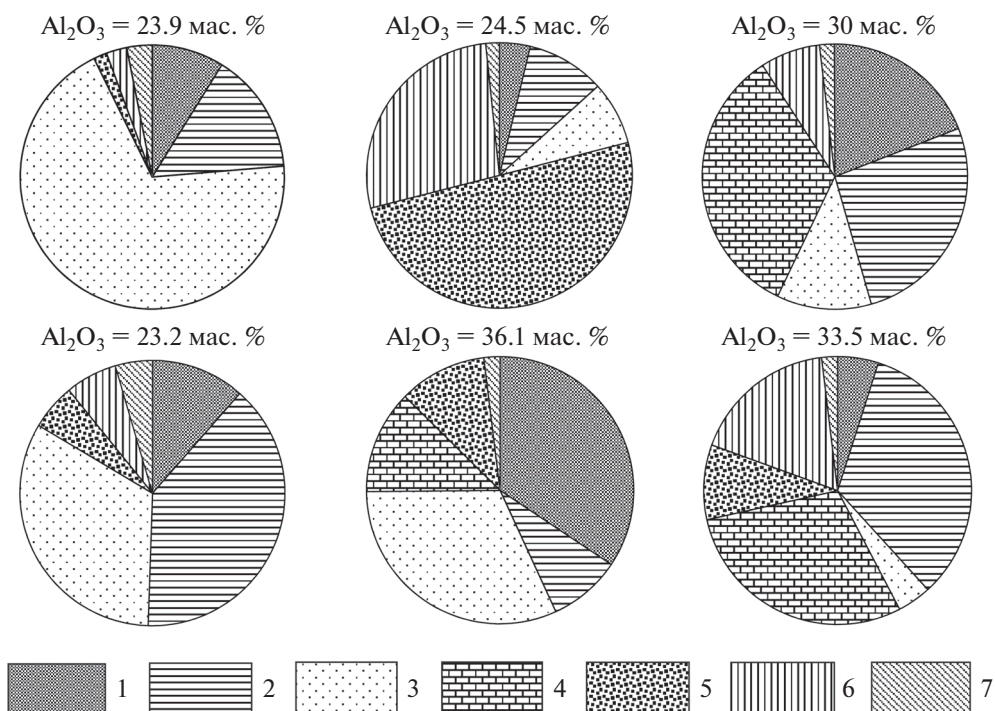 Al₂O₃ = 23.9 мас. % Al₂O₃ = 24.5 мас. % Al₂O₃ = 30 мас. %
Al₂O₃ = 23.2 мас. % Al₂O₃ = 36.1 мас. % Al₂O₃ = 33.5 мас. %
1 2 3 4 5 6 7